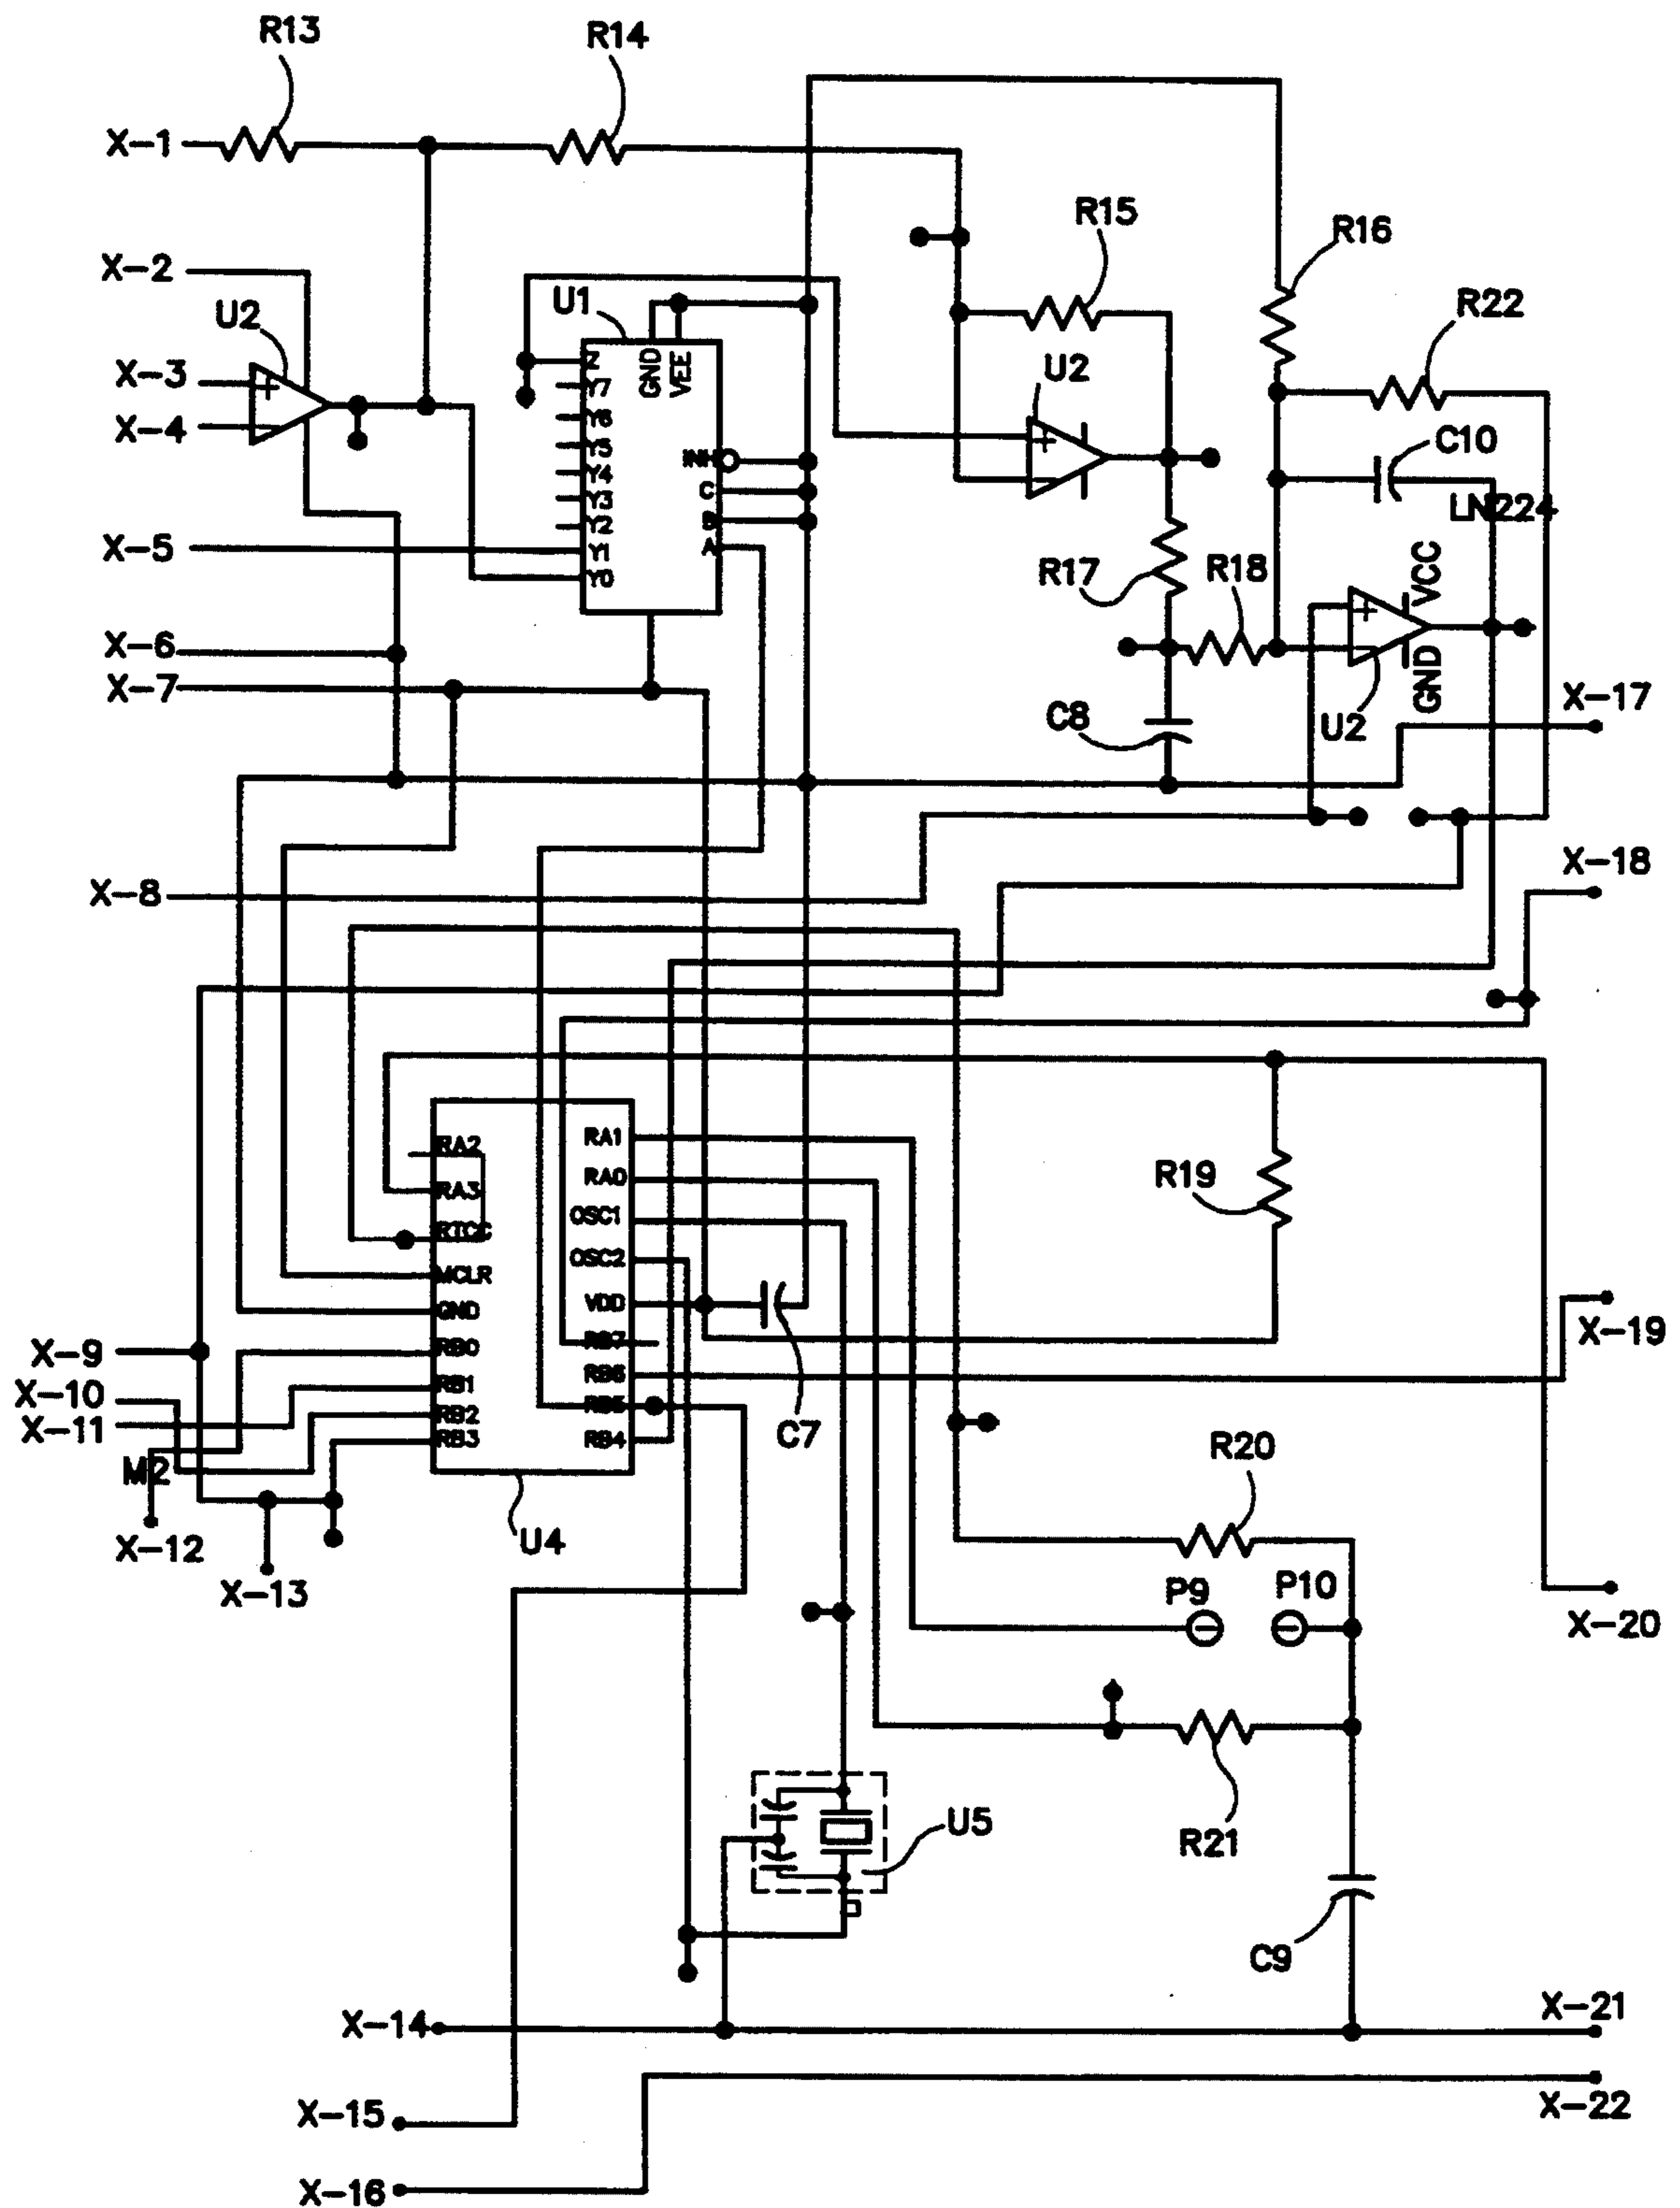 R13
R14
X-1
R15
R16
X-2
U2
U1
R22
X-3
X-4
Z
GND
VEE
Y7
Y6
Y5
Y4
Y3
Y2
Y1
Y0
INH
C
B
A
U2
C10
LN224
X-5
R17
R18
VCC
GND
U2
X-6
X-7
C8
X-17
X-8
X-18
RA2
RA3
RTCC
MCLR
GND
RB0
RB1
RB2
RB3
RA1
RA0
OSC1
OSC2
VDD
RB7
RB6
RB5
RB4
R19
X-9
X-10
X-11
M2
X-12
X-13
U4
C7
X-19
R20
P9
P10
X-20
R21
U5
C9
X-14
X-21
X-15
X-22
X-16